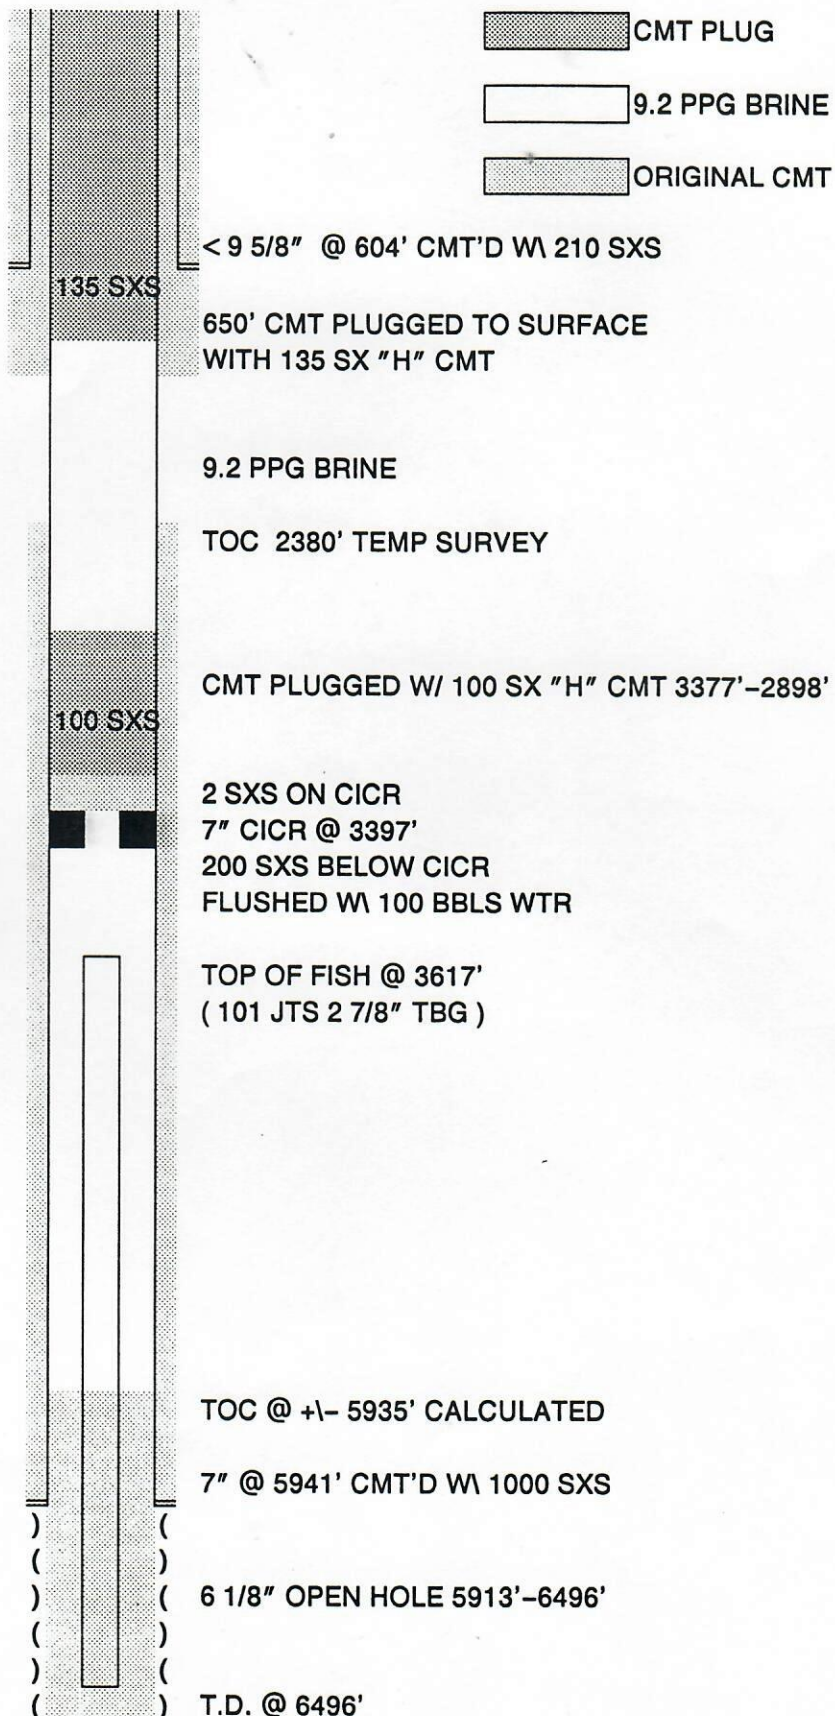 CMT PLUG
9.2 PPG BRINE
ORIGINAL CMT
< 9 5/8" @ 604' CMT'D W\ 210 SXS
135 SXS
650' CMT PLUGGED TO SURFACE
WITH 135 SX "H" CMT
9.2 PPG BRINE
TOC 2380' TEMP SURVEY
CMT PLUGGED W/ 100 SX "H" CMT 3377'-2898'
100 SXS
2 SXS ON CICR
7" CICR @ 3397'
200 SXS BELOW CICR
FLUSHED W\ 100 BBLS WTR
TOP OF FISH @ 3617'
( 101 JTS 2 7/8" TBG )
TOC @ +\- 5935' CALCULATED
7" @ 5941' CMT'D W\ 1000 SXS
6 1/8" OPEN HOLE 5913'-6496'
T.D. @ 6496'